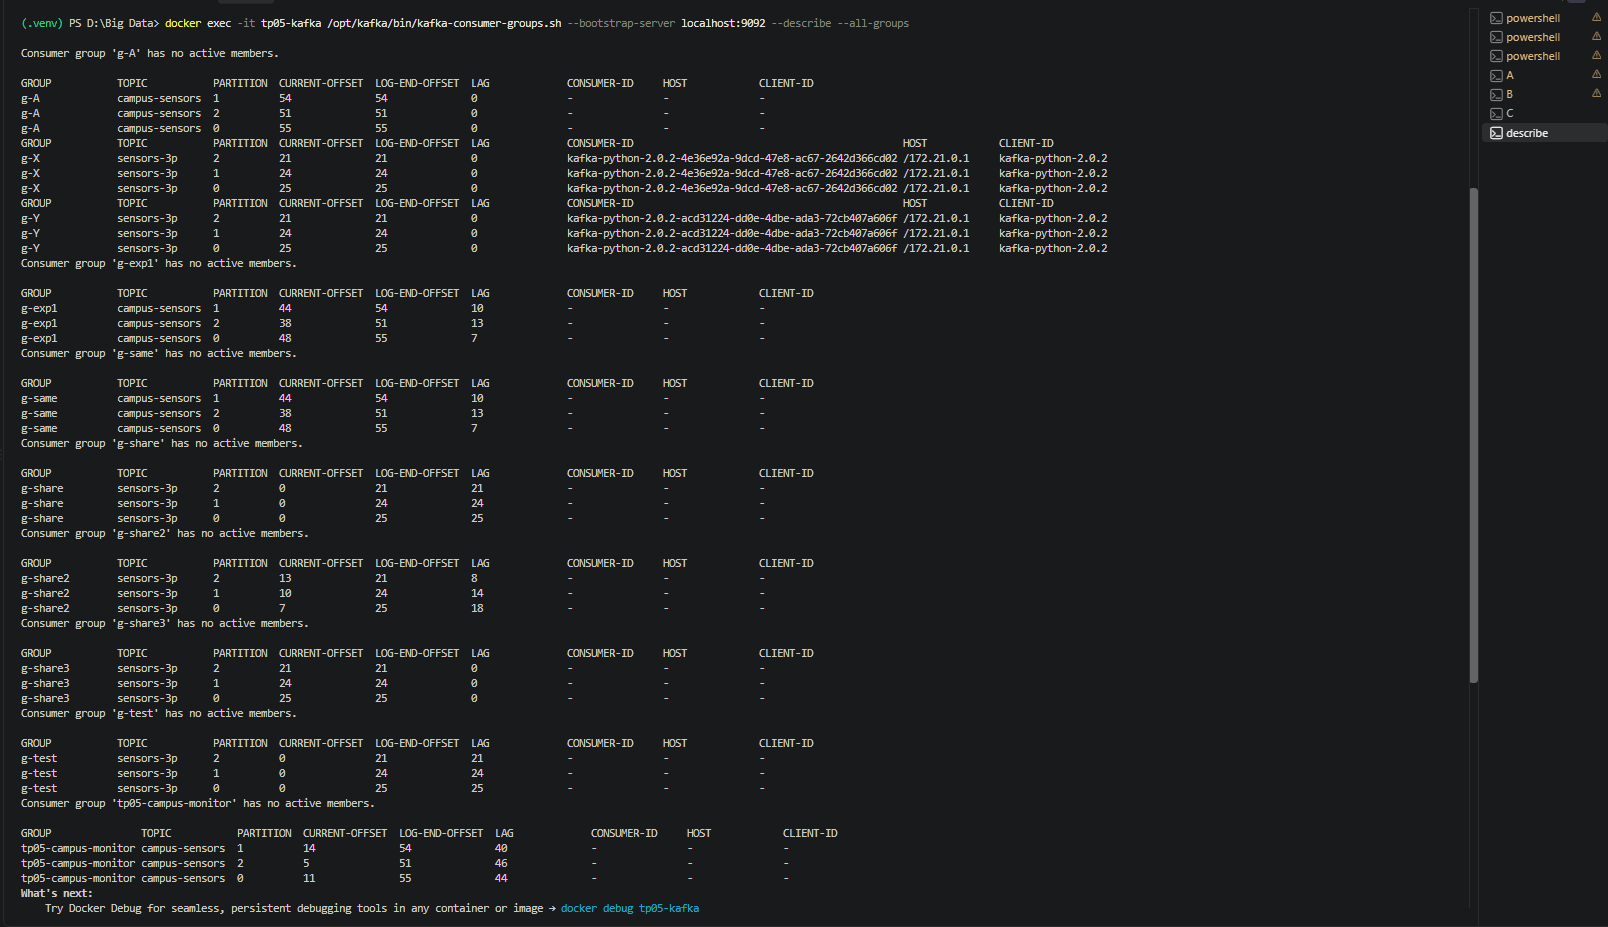 (.venv) PS D:\Big Data> docker exec -it tp05-kafka /opt/kafka/bin/kafka-consumer-groups.sh --bootstrap-server localhost:9092 --describe --all-groups
Consumer group 'g-A' has no active members.
GROUP TOPIC PARTITION CURRENT-OFFSET LOG-END-OFFSET LAG CONSUMER-ID HOST CLIENT-ID
g-A campus-sensors 1 54 54 0 - - -
g-A campus-sensors 2 51 51 0 - - -
g-A campus-sensors 0 55 55 0 - - -
GROUP TOPIC PARTITION CURRENT-OFFSET LOG-END-OFFSET LAG CONSUMER-ID HOST CLIENT-ID
g-X sensors-3p 2 21 21 0 kafka-python-2.0.2-4e36e92a-9dcd-47e8-ac67-2642d366cd02 /172.21.0.1 kafka-python-2.0.2
g-X sensors-3p 1 24 24 0 kafka-python-2.0.2-4e36e92a-9dcd-47e8-ac67-2642d366cd02 /172.21.0.1 kafka-python-2.0.2
g-X sensors-3p 0 25 25 0 kafka-python-2.0.2-4e36e92a-9dcd-47e8-ac67-2642d366cd02 /172.21.0.1 kafka-python-2.0.2
GROUP TOPIC PARTITION CURRENT-OFFSET LOG-END-OFFSET LAG CONSUMER-ID HOST CLIENT-ID
g-Y sensors-3p 2 21 21 0 kafka-python-2.0.2-acd31224-dd0e-4dbe-ada3-72cb407a606f /172.21.0.1 kafka-python-2.0.2
g-Y sensors-3p 1 24 24 0 kafka-python-2.0.2-acd31224-dd0e-4dbe-ada3-72cb407a606f /172.21.0.1 kafka-python-2.0.2
g-Y sensors-3p 0 25 25 0 kafka-python-2.0.2-acd31224-dd0e-4dbe-ada3-72cb407a606f /172.21.0.1 kafka-python-2.0.2
Consumer group 'g-exp1' has no active members.
GROUP TOPIC PARTITION CURRENT-OFFSET LOG-END-OFFSET LAG CONSUMER-ID HOST CLIENT-ID
g-exp1 campus-sensors 1 44 54 10 - - -
g-exp1 campus-sensors 2 38 51 13 - - -
g-exp1 campus-sensors 0 48 55 7 - - -
Consumer group 'g-same' has no active members.
GROUP TOPIC PARTITION CURRENT-OFFSET LOG-END-OFFSET LAG CONSUMER-ID HOST CLIENT-ID
g-same campus-sensors 1 44 54 10 - - -
g-same campus-sensors 2 38 51 13 - - -
g-same campus-sensors 0 48 55 7 - - -
Consumer group 'g-share' has no active members.
GROUP TOPIC PARTITION CURRENT-OFFSET LOG-END-OFFSET LAG CONSUMER-ID HOST CLIENT-ID
g-share sensors-3p 2 0 21 21 - - -
g-share sensors-3p 1 0 24 24 - - -
g-share sensors-3p 0 0 25 25 - - -
Consumer group 'g-share2' has no active members.
GROUP TOPIC PARTITION CURRENT-OFFSET LOG-END-OFFSET LAG CONSUMER-ID HOST CLIENT-ID
g-share2 sensors-3p 2 13 21 8 - - -
g-share2 sensors-3p 1 10 24 14 - - -
g-share2 sensors-3p 0 7 25 18 - - -
Consumer group 'g-share3' has no active members.
GROUP TOPIC PARTITION CURRENT-OFFSET LOG-END-OFFSET LAG CONSUMER-ID HOST CLIENT-ID
g-share3 sensors-3p 2 21 21 0 - - -
g-share3 sensors-3p 1 24 24 0 - - -
g-share3 sensors-3p 0 25 25 0 - - -
Consumer group 'g-test' has no active members.
GROUP TOPIC PARTITION CURRENT-OFFSET LOG-END-OFFSET LAG CONSUMER-ID HOST CLIENT-ID
g-test sensors-3p 2 0 21 21 - - -
g-test sensors-3p 1 0 24 24 - - -
g-test sensors-3p 0 0 25 25 - - -
Consumer group 'tp05-campus-monitor' has no active members.
GROUP TOPIC PARTITION CURRENT-OFFSET LOG-END-OFFSET LAG CONSUMER-ID HOST CLIENT-ID
tp05-campus-monitor campus-sensors 1 14 54 40 - - -
tp05-campus-monitor campus-sensors 2 5 51 46 - - -
tp05-campus-monitor campus-sensors 0 11 55 44 - - -
What's next:
Try Docker Debug for seamless, persistent debugging tools in any container or image → docker debug tp05-kafka
powershell
powershell
powershell
A
B
C
describe